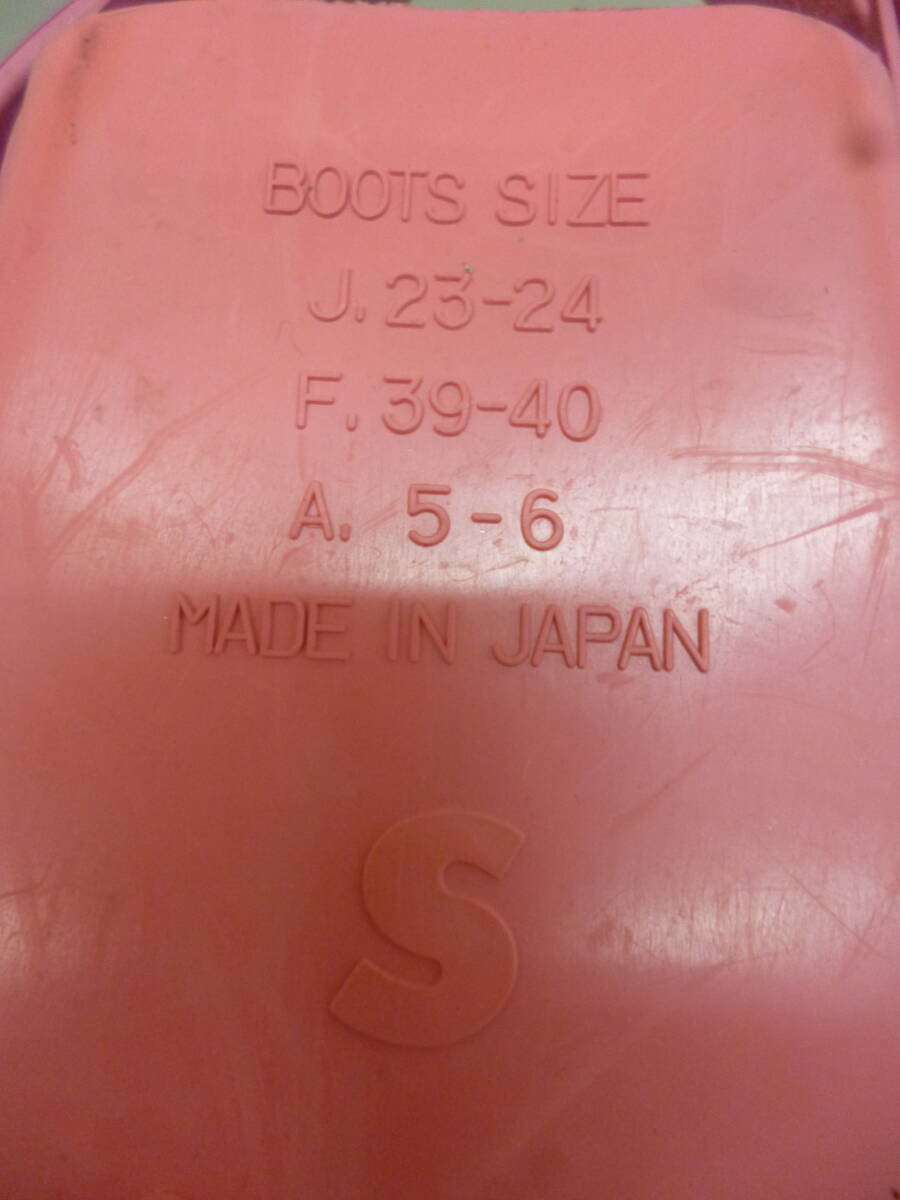 BOOTS SIZE
J. 23-24
F. 39-40
A. 5-6
MADE IN JAPAN
S